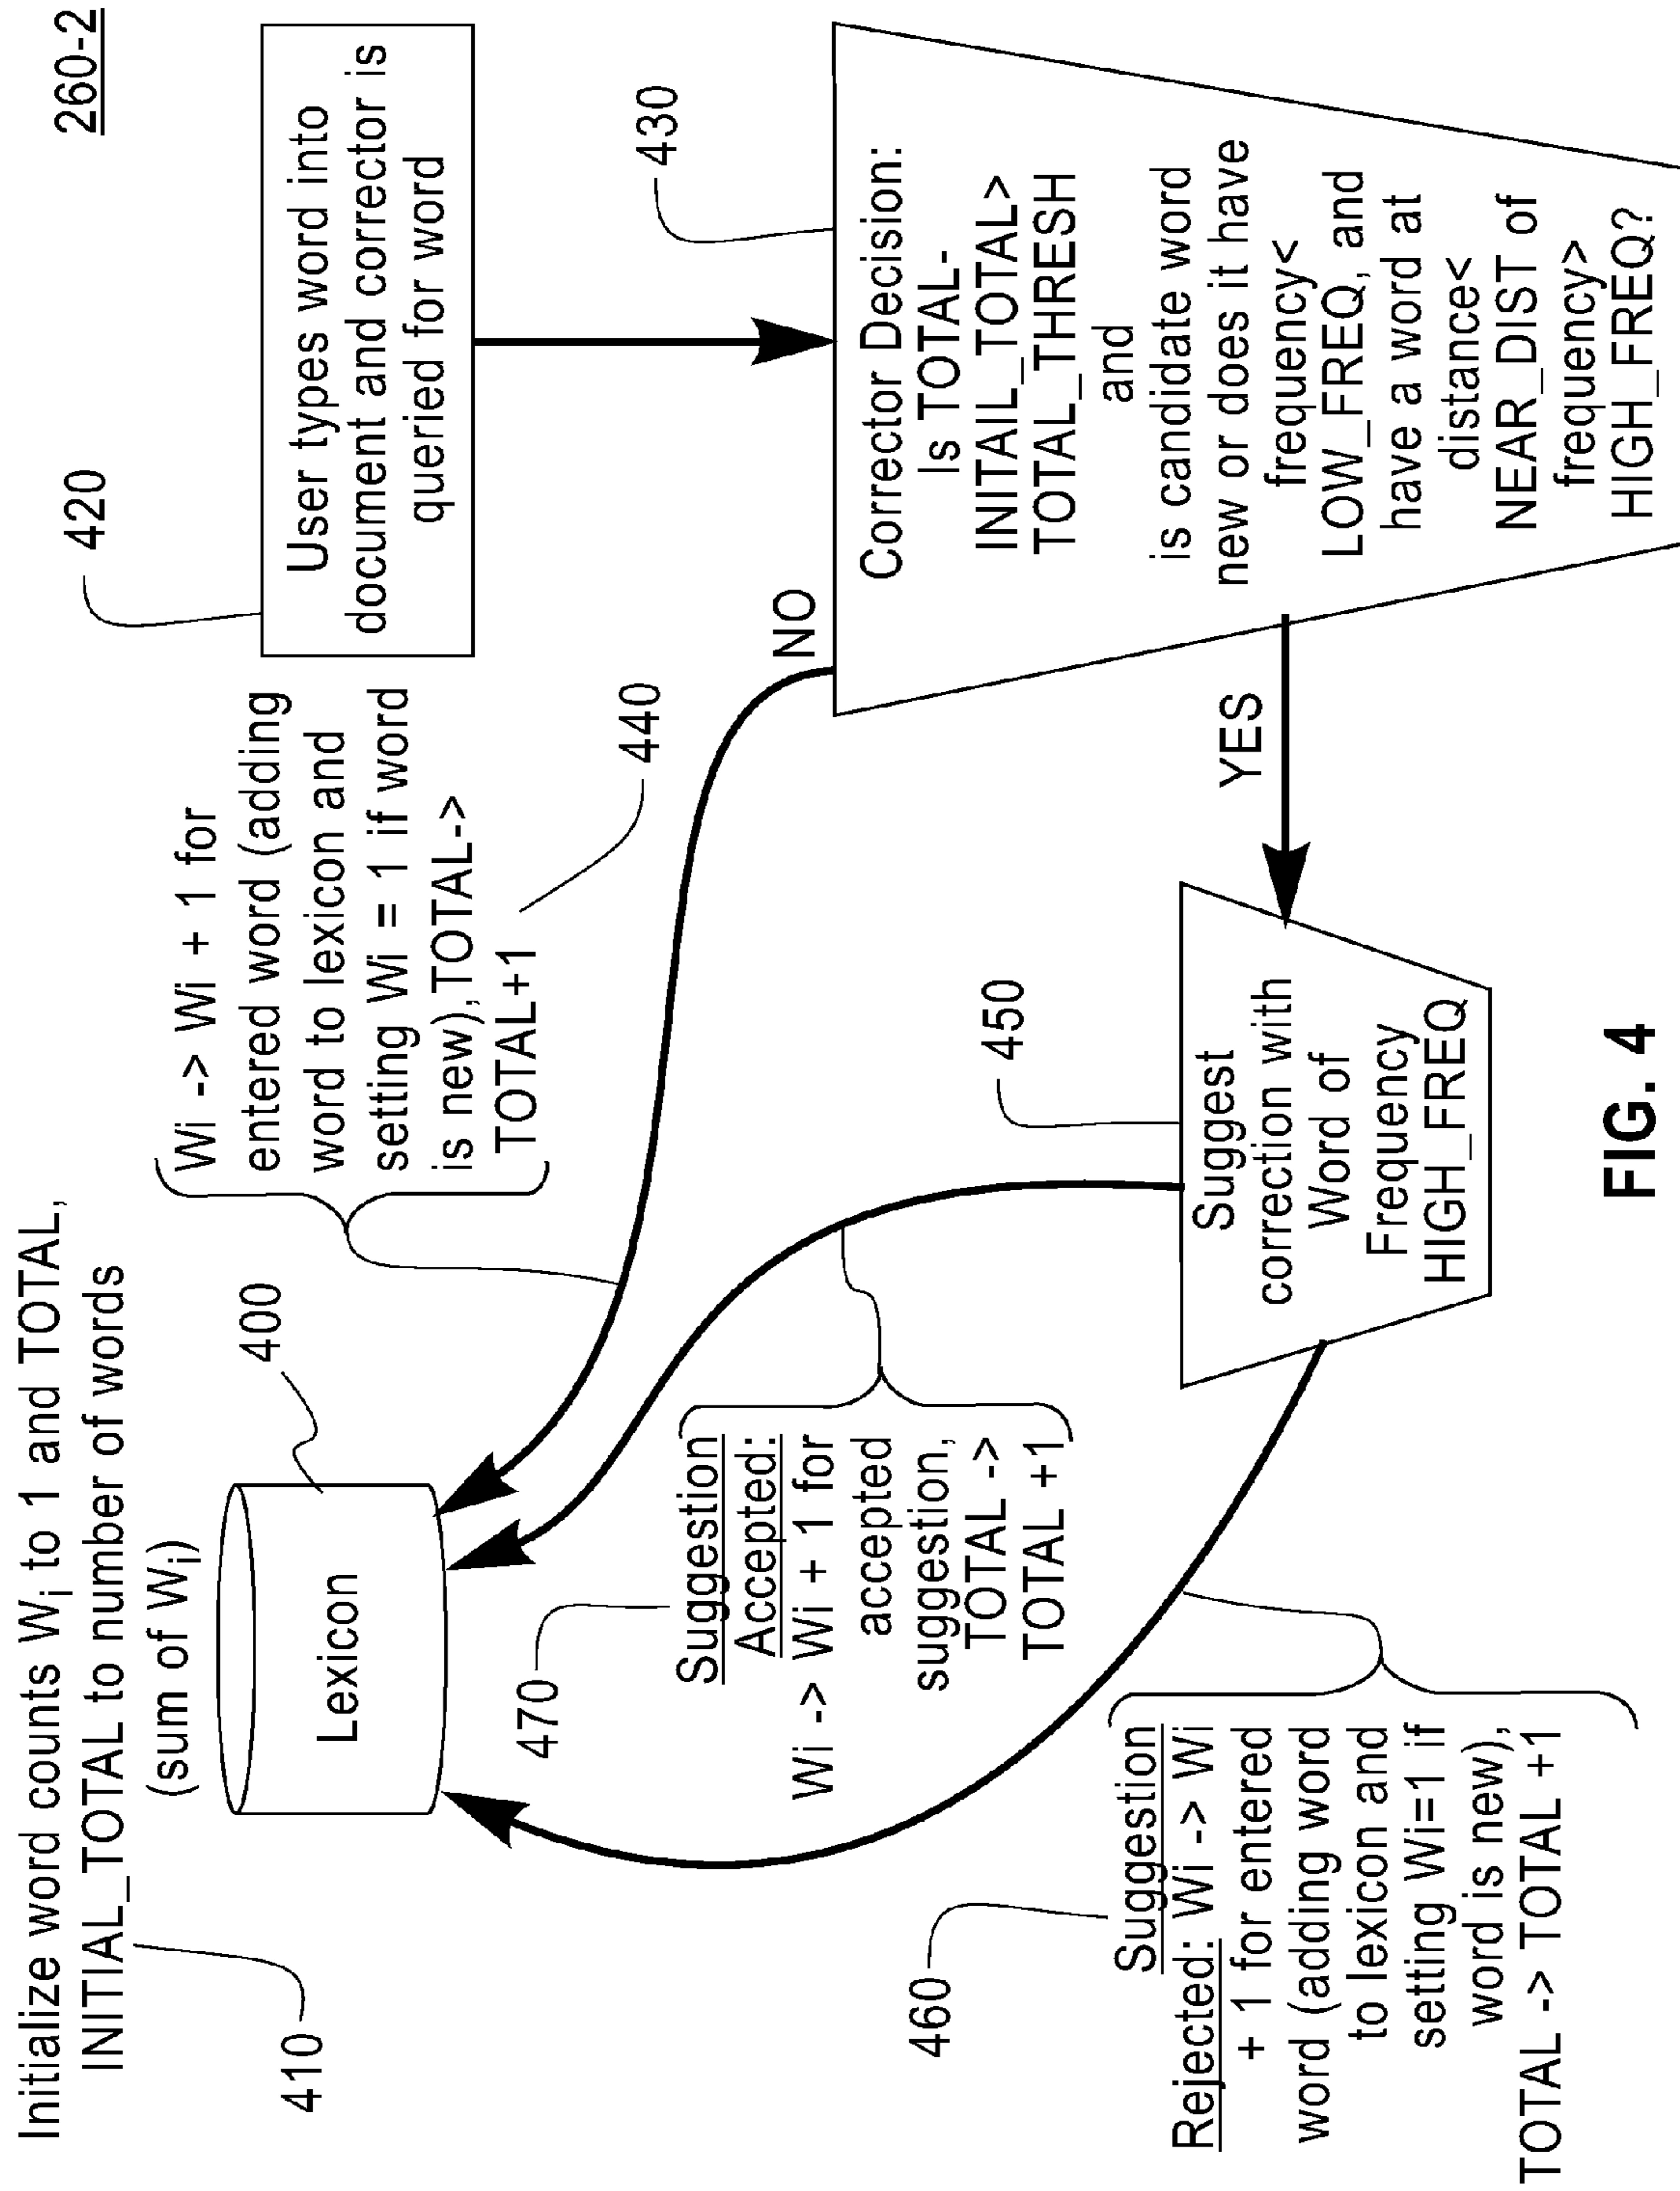 260-2
Initialize word counts Wi to 1 and TOTAL,
INITIAL_TOTAL to number of words
(sum of Wi)
410
400
Lexicon
420
User types word into
document and corrector is
queried for word
Wi -> Wi + 1 for
entered word (adding
word to lexicon and
setting Wi = 1 if word
is new),TOTAL->
TOTAL+1
440
NO
430
Corrector Decision:
Is TOTAL-
INITAIL_TOTAL>
TOTAL_THRESH
and
is candidate word
new or does it have
frequency<
LOW_FREQ, and
have a word at
distance<
NEAR_DIST of
frequency>
HIGH_FREQ?
YES
450
Suggest
correction with
Word of
Frequency
HIGH_FREQ
470
Suggestion
Accepted:
Wi -> Wi + 1 for
accepted
suggestion,
TOTAL ->
TOTAL +1
460
Suggestion
Rejected: Wi -> Wi
+ 1 for entered
word (adding word
to lexicon and
setting Wi=1 if
word is new),
TOTAL -> TOTAL +1
FIG. 4